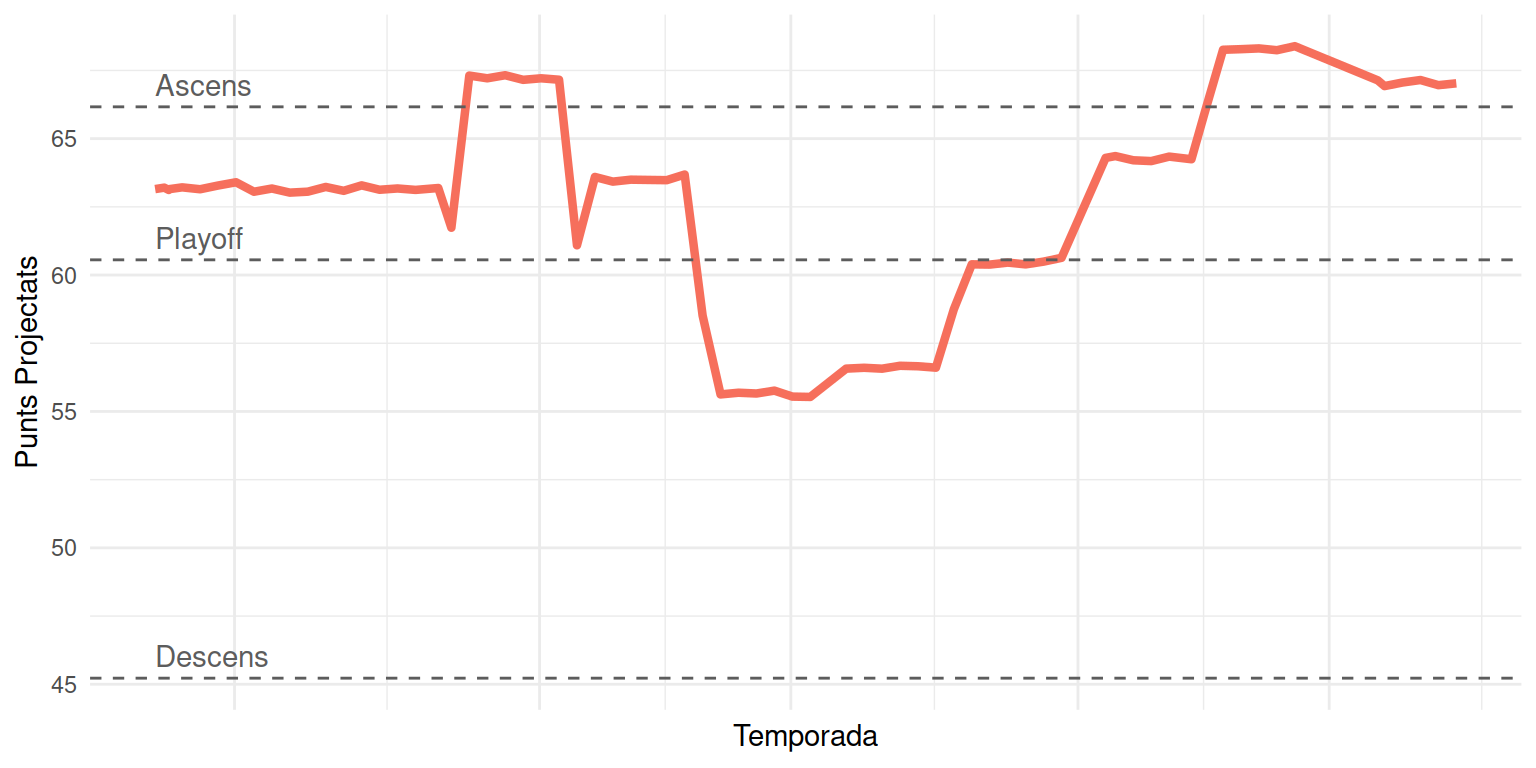 Ascens
65
Playoff
60
Punts Projectats
55
50
Descens
45
Temporada